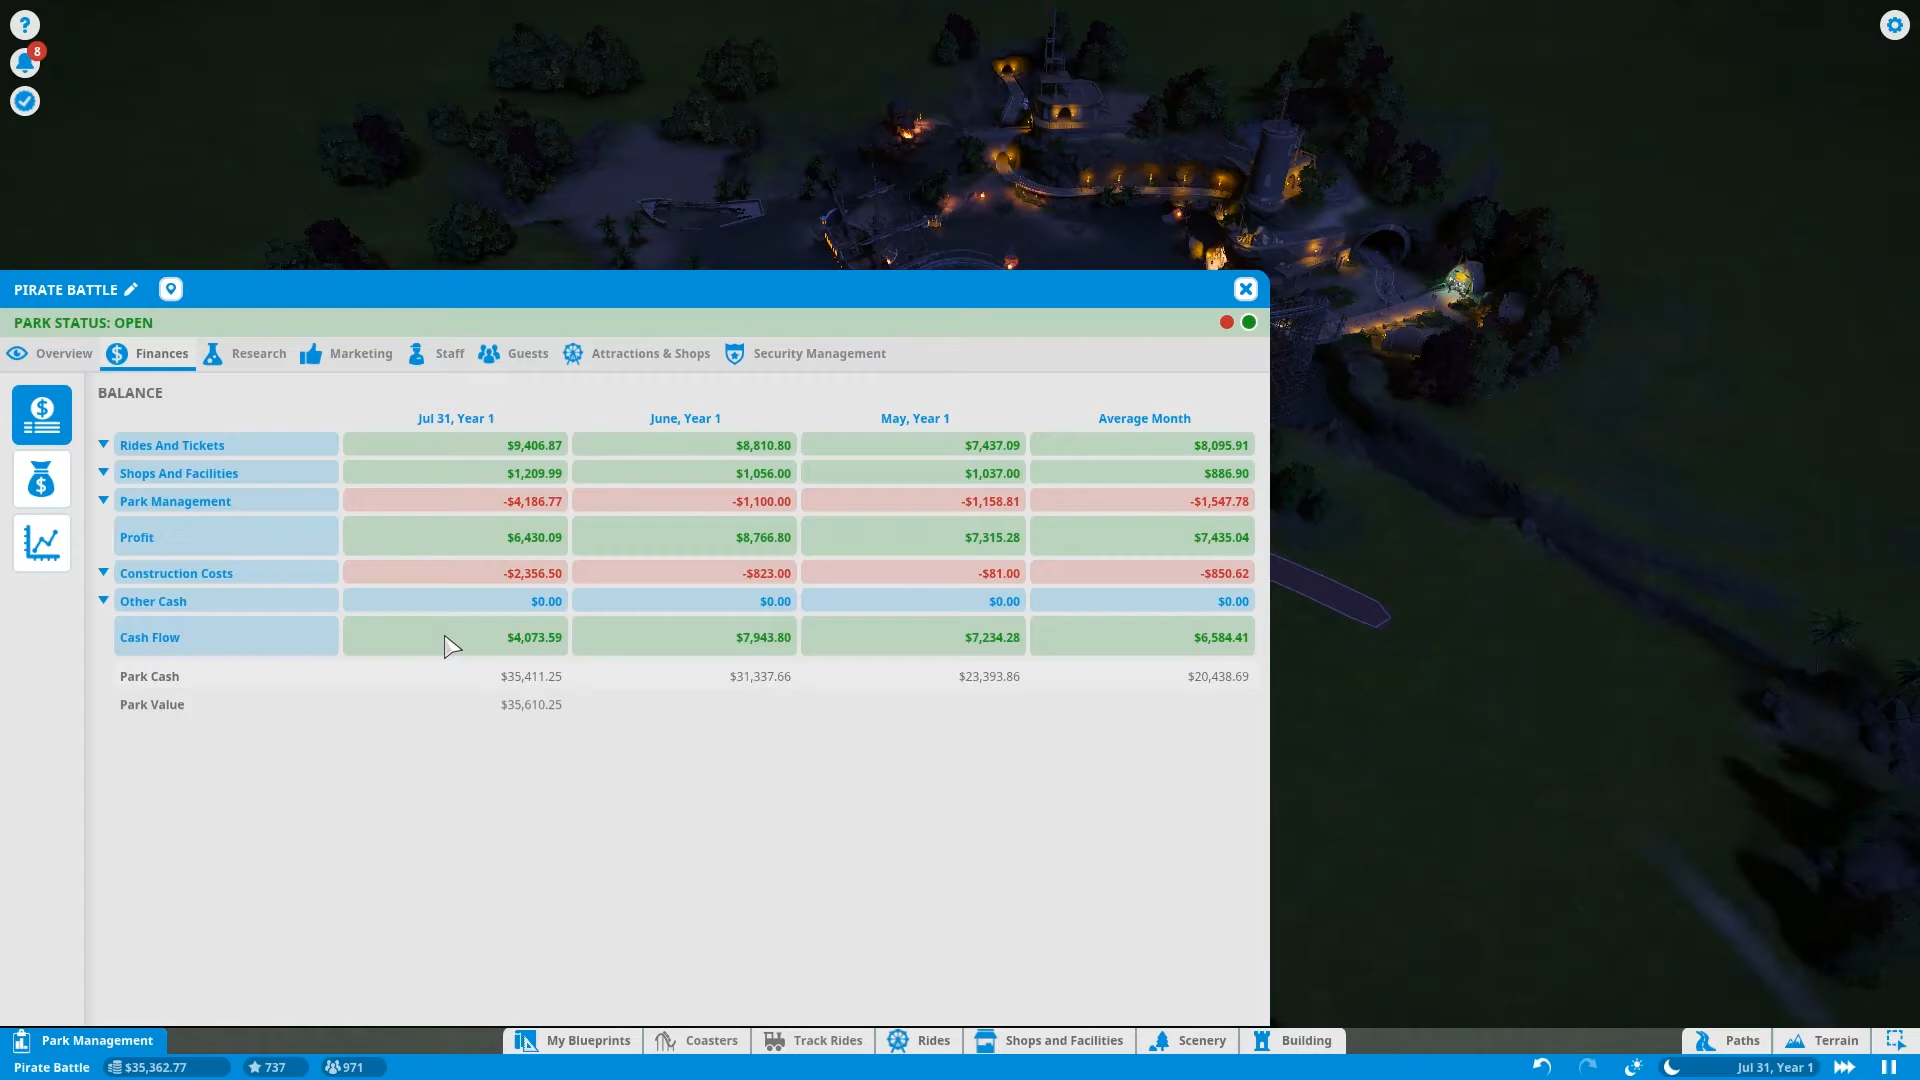 ?
8
PIRATE BATTLE
PARK STATUS: OPEN
Overview Finances Research Marketing Staff Guests Attractions & Shops Security Management
BALANCE
Jul 31, Year 1 June, Year 1 May, Year 1 Average Month
Rides And Tickets $9,406.87 $8,810.80 $7,437.09 $8,095.91
Shops And Facilities $1,209.99 $1,056.00 $1,037.00 $886.90
Park Management -$4,186.77 -$1,100.00 -$1,158.81 -$1,547.78
Profit $6,430.09 $8,766.80 $7,315.28 $7,435.04
Construction Costs -$2,356.50 -$823.00 -$81.00 -$850.62
Other Cash $0.00 $0.00 $0.00 $0.00
Cash Flow $4,073.59 $7,943.80 $7,234.28 $6,584.41
Park Cash $35,411.25 $31,337.66 $23,393.86 $20,438.69
Park Value $35,610.25
Park Management My Blueprints Coasters Track Rides Rides Shops and Facilities Scenery Building Paths Terrain
Pirate Battle $35,362.77 737 971 Jul 31, Year 1